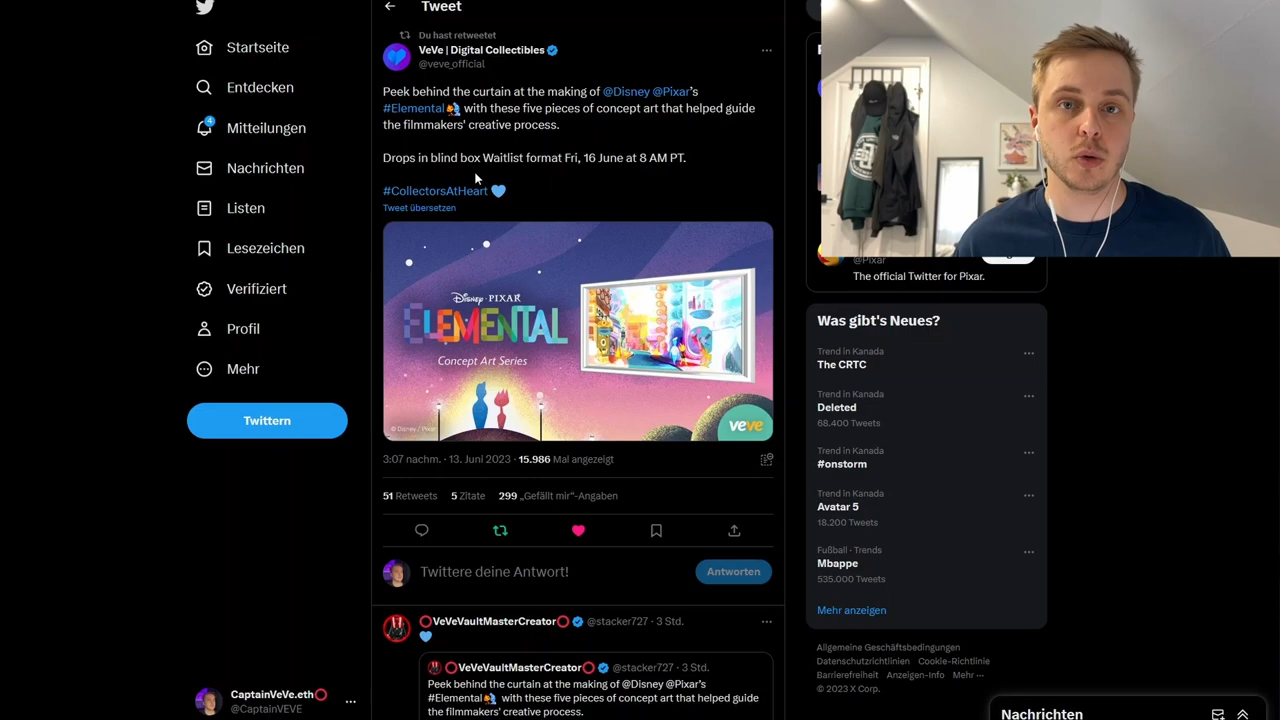 Tweet
Startseite
Entdecken
4
Mitteilungen
Nachrichten
Listen
Lesezeichen
Verifiziert
Profil
Mehr
Twittern
CaptainVeVe.eth⭕
@CaptainVEVE
Du hast retweetet
VeVe | Digital Collectibles
@veve_official
Peek behind the curtain at the making of @Disney @Pixar's
#Elemental with these five pieces of concept art that helped guide
the filmmakers' creative process.
Drops in blind box Waitlist format Fri, 16 June at 8 AM PT.
#CollectorsAtHeart 🩵
Tweet übersetzen
Disney · PIXAR
ELEMENTAL
Concept Art Series
© Disney / Pixar
veve
3:07 nachm. · 13. Juni 2023 · 15.986 Mal angezeigt
51 Retweets 5 Zitate 299 „Gefällt mir“-Angaben
Twittere deine Antwort!
Antworten
⭕VeVeVaultMasterCreator⭕ @stacker727 · 3 Std.
🩵
⭕VeVeVaultMasterCreator⭕ @stacker727 · 3 Std.
Peek behind the curtain at the making of @Disney @Pixar's
#Elemental with these five pieces of concept art that helped guide
the filmmakers' creative process.
@Pixar
The official Twitter for Pixar.
Was gibt's Neues?
Trend in Kanada
The CRTC
Trend in Kanada
Deleted
68.400 Tweets
Trend in Kanada
#onstorm
Trend in Kanada
Avatar 5
18.200 Tweets
Fußball · Trends
Mbappe
535.000 Tweets
Mehr anzeigen
Allgemeine Geschäftsbedingungen
Datenschutzrichtlinien Cookie-Richtlinie
Barrierefreiheit Anzeigen-Info Mehr ···
© 2023 X Corp.
Nachrichten